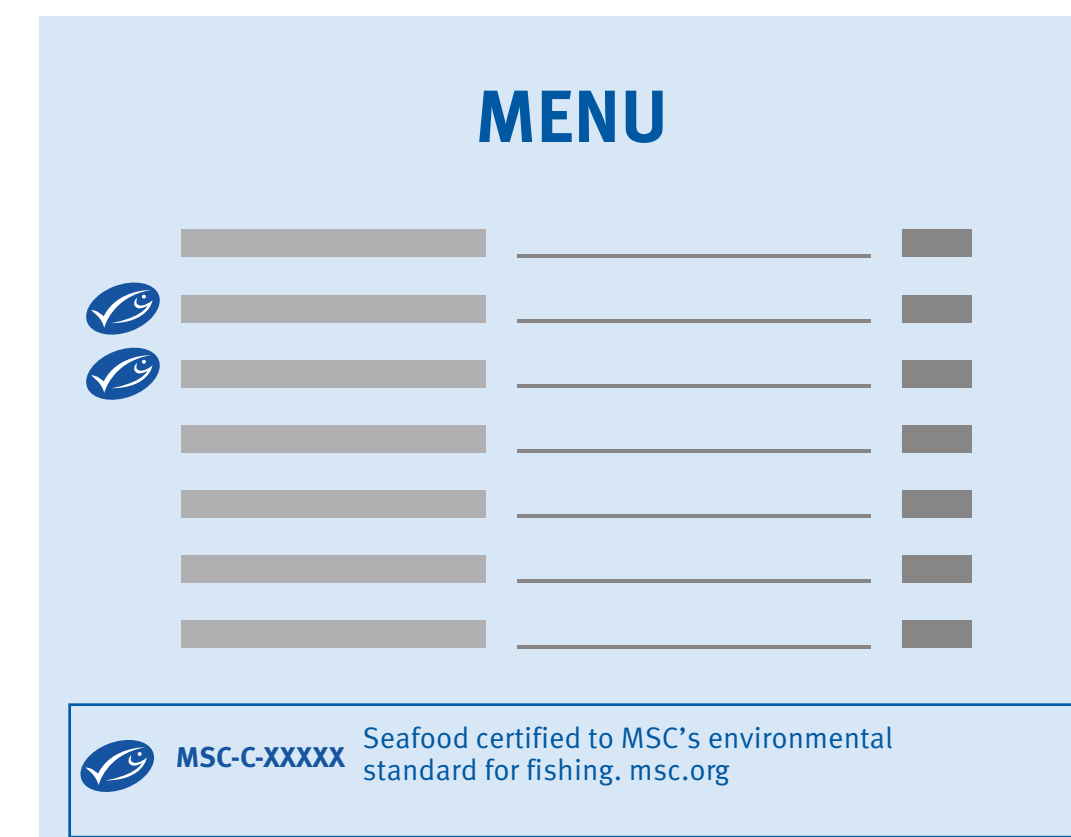 MENU
MSC-C-XXXXX
Seafood certified to MSC’s environmental
standard for fishing. msc.org